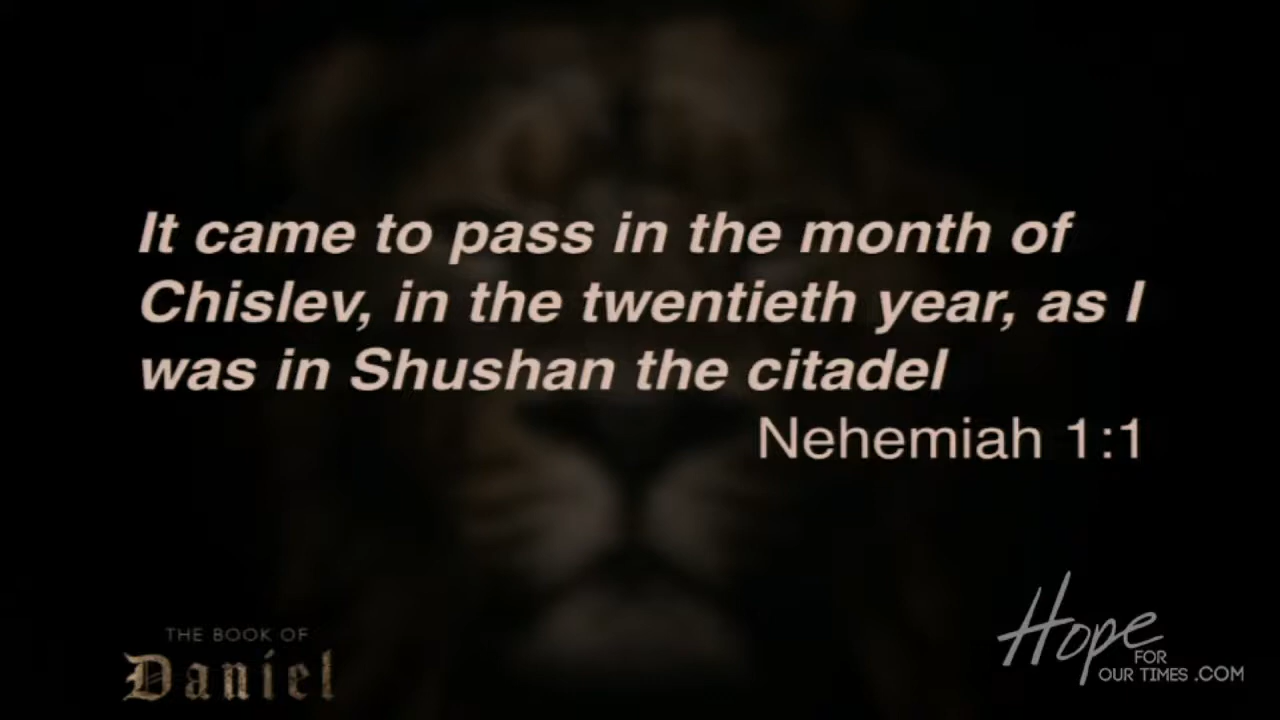 It came to pass in the month of
Chislev, in the twentieth year, as I
was in Shushan the citadel
Nehemiah 1:1
THE BOOK OF
Daniel
Hope
FOR
OUR TIMES .COM